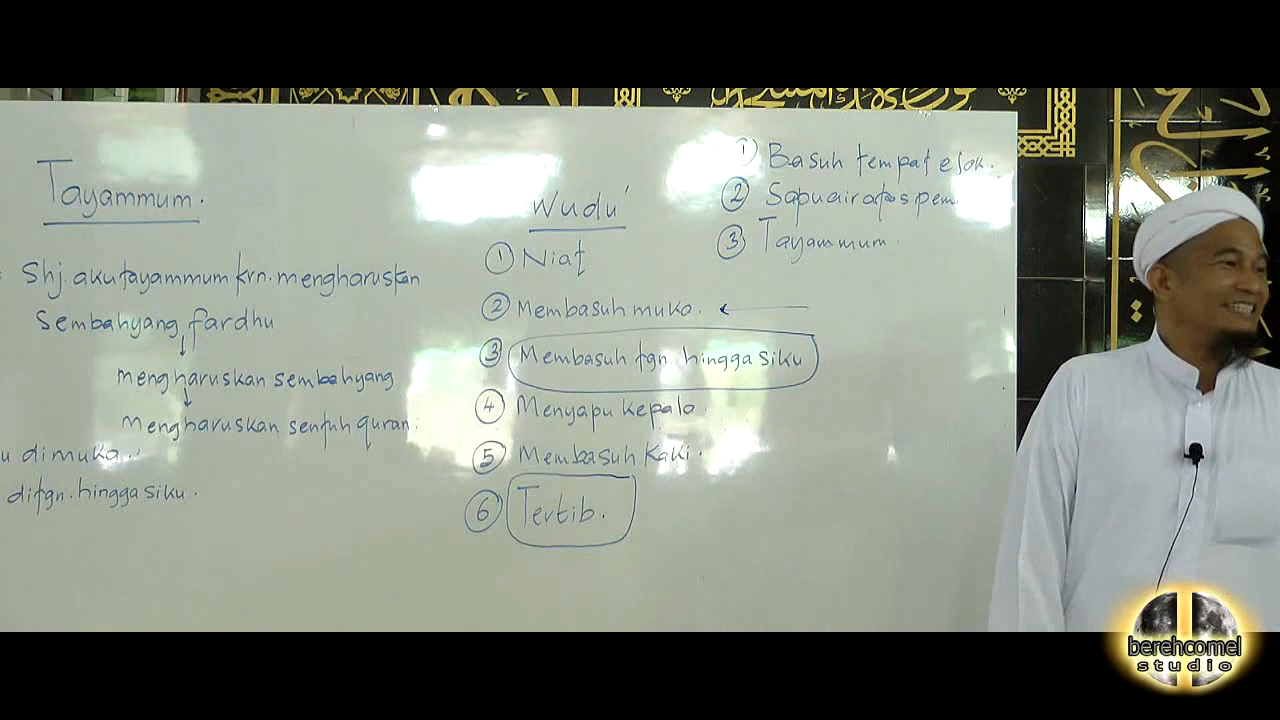 Tayammum.
Shj. aku tayammum krn. mengharuskan
sembahyang fardhu
↓
mengharuskan sembahyang
↓
mengharuskan sentuh quran.
u dimuka.
ditgn. hingga siku.
Wudu'
① Niat
② Membasuh muka. ←
③ Membasuh tgn. hingga siku
④ Menyapu kepala.
⑤ Membasuh kaki.
⑥ Tertib.
① Basuh tempat elok.
② Sapu air atas pem
③ Tayammum.
berehcomel
studio